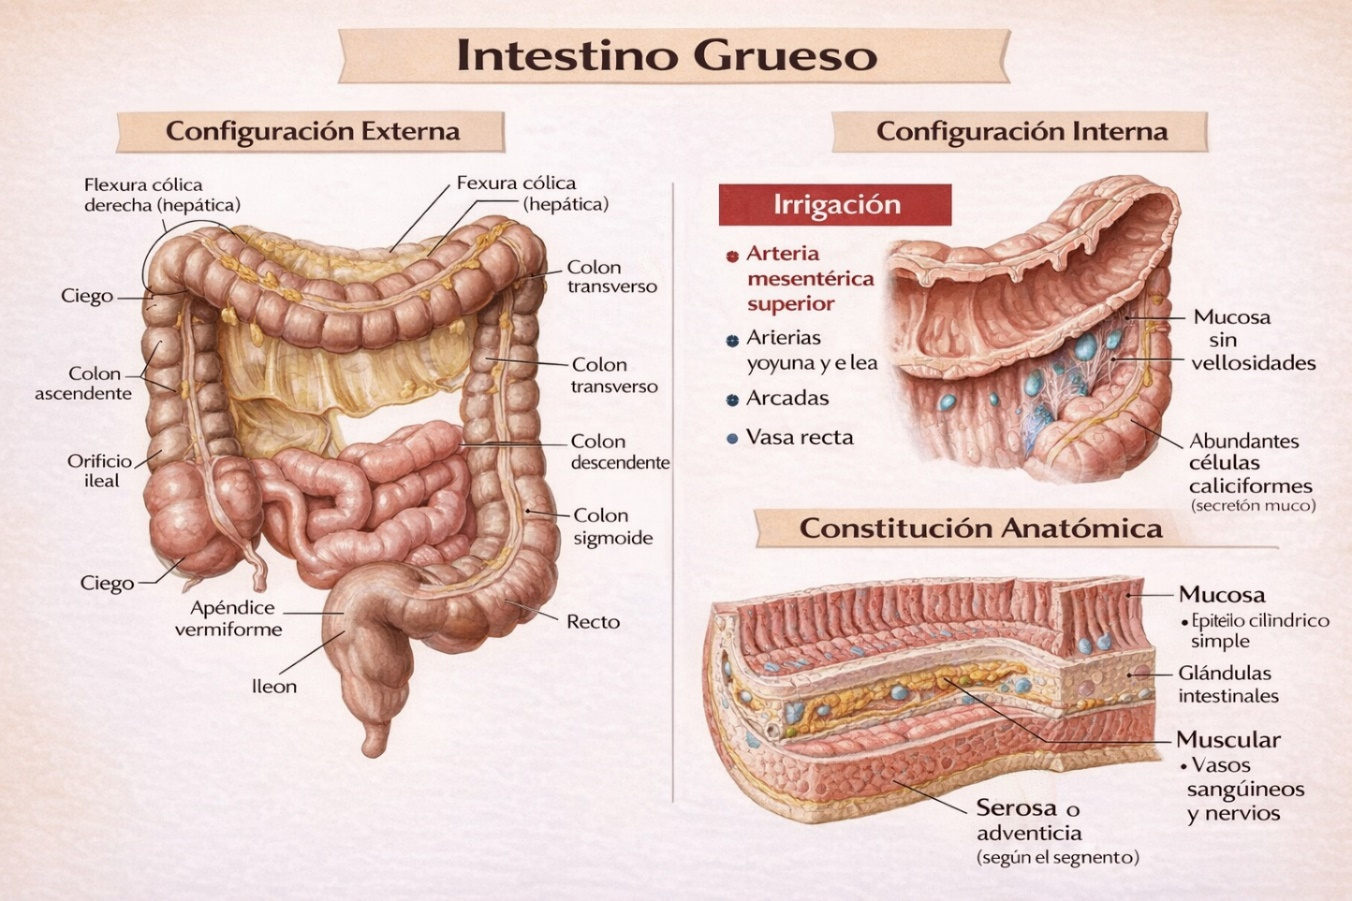 Intestino Grueso
Configuración Externa
Flexura cólica
derecha (hepática)
Fexura cólica
(hepática)
Ciego
Colon
ascendente
Orificio
ileal
Ciego
Apéndice
vermiforme
Ileon
Colon
transverso
Colon
transverso
Colon
descendente
Colon
sigmoide
Recto
Configuración Interna
Irrigación
Arteria
mesentérica
superior
Arterias
yoyuna y e lea
Arcadas
Vasa recta
Mucosa
sin
vellosidades
Abundantes
células
caliciformes
(secretón muco)
Constitución Anatómica
Mucosa
• Epitelio cilìndrico
simple
Glándulas
intestinales
Muscular
• Vasos
sangúineos
y nervios
Serosa o
adventicia
(según el segnento)